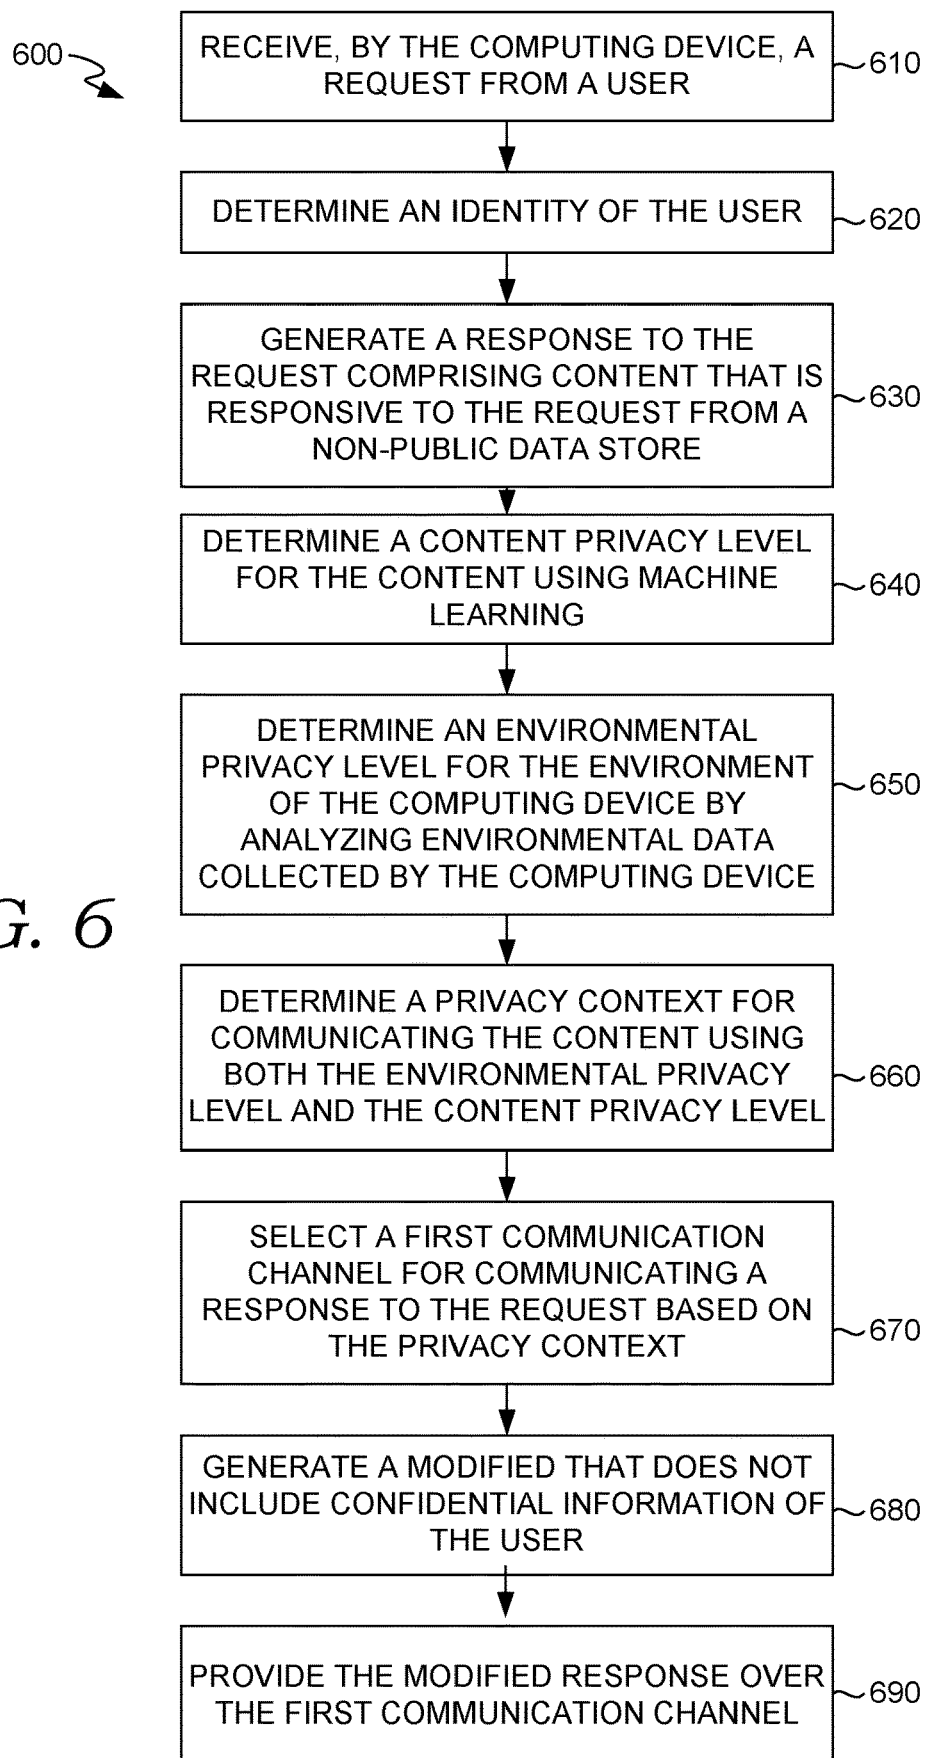 600
RECEIVE, BY THE COMPUTING DEVICE, A
REQUEST FROM A USER
610
DETERMINE AN IDENTITY OF THE USER
620
GENERATE A RESPONSE TO THE
REQUEST COMPRISING CONTENT THAT IS
RESPONSIVE TO THE REQUEST FROM A
NON-PUBLIC DATA STORE
630
DETERMINE A CONTENT PRIVACY LEVEL
FOR THE CONTENT USING MACHINE
LEARNING
640
DETERMINE AN ENVIRONMENTAL
PRIVACY LEVEL FOR THE ENVIRONMENT
OF THE COMPUTING DEVICE BY
ANALYZING ENVIRONMENTAL DATA
COLLECTED BY THE COMPUTING DEVICE
650
G. 6
DETERMINE A PRIVACY CONTEXT FOR
COMMUNICATING THE CONTENT USING
BOTH THE ENVIRONMENTAL PRIVACY
LEVEL AND THE CONTENT PRIVACY LEVEL
660
SELECT A FIRST COMMUNICATION
CHANNEL FOR COMMUNICATING A
RESPONSE TO THE REQUEST BASED ON
THE PRIVACY CONTEXT
670
GENERATE A MODIFIED THAT DOES NOT
INCLUDE CONFIDENTIAL INFORMATION OF
THE USER
680
PROVIDE THE MODIFIED RESPONSE OVER
THE FIRST COMMUNICATION CHANNEL
690